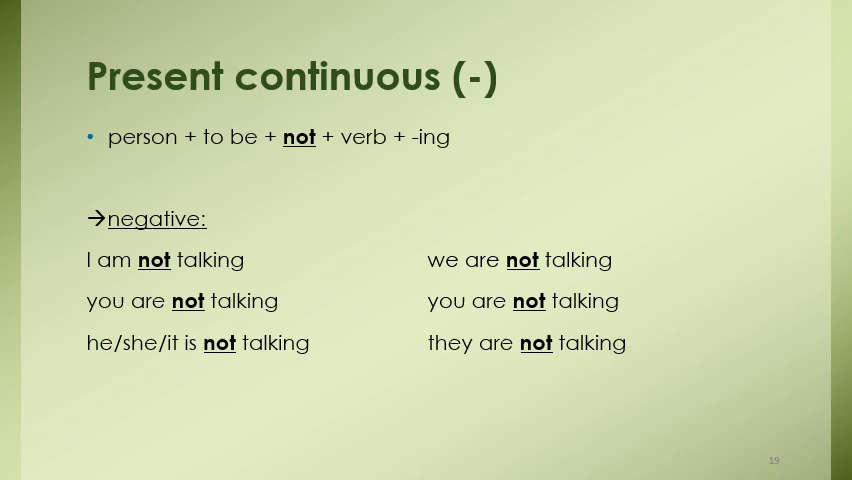 Present continuous (-)
• person + to be + not + verb + -ing
→negative:
I am not talking we are not talking
you are not talking you are not talking
he/she/it is not talking they are not talking
19